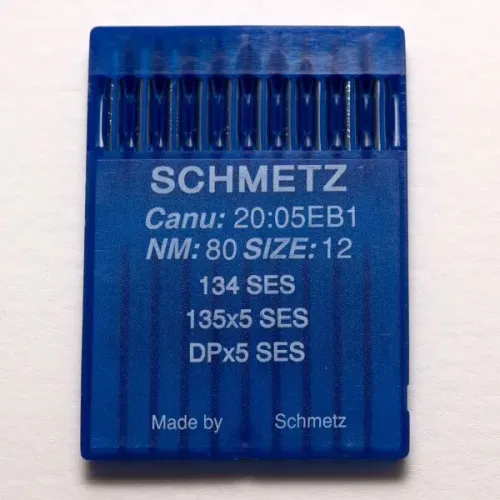 SCHMETZ
Canu: 20:05EB1
NM: 80 SIZE: 12
134 SES
135x5 SES
DPx5 SES
Made by Schmetz